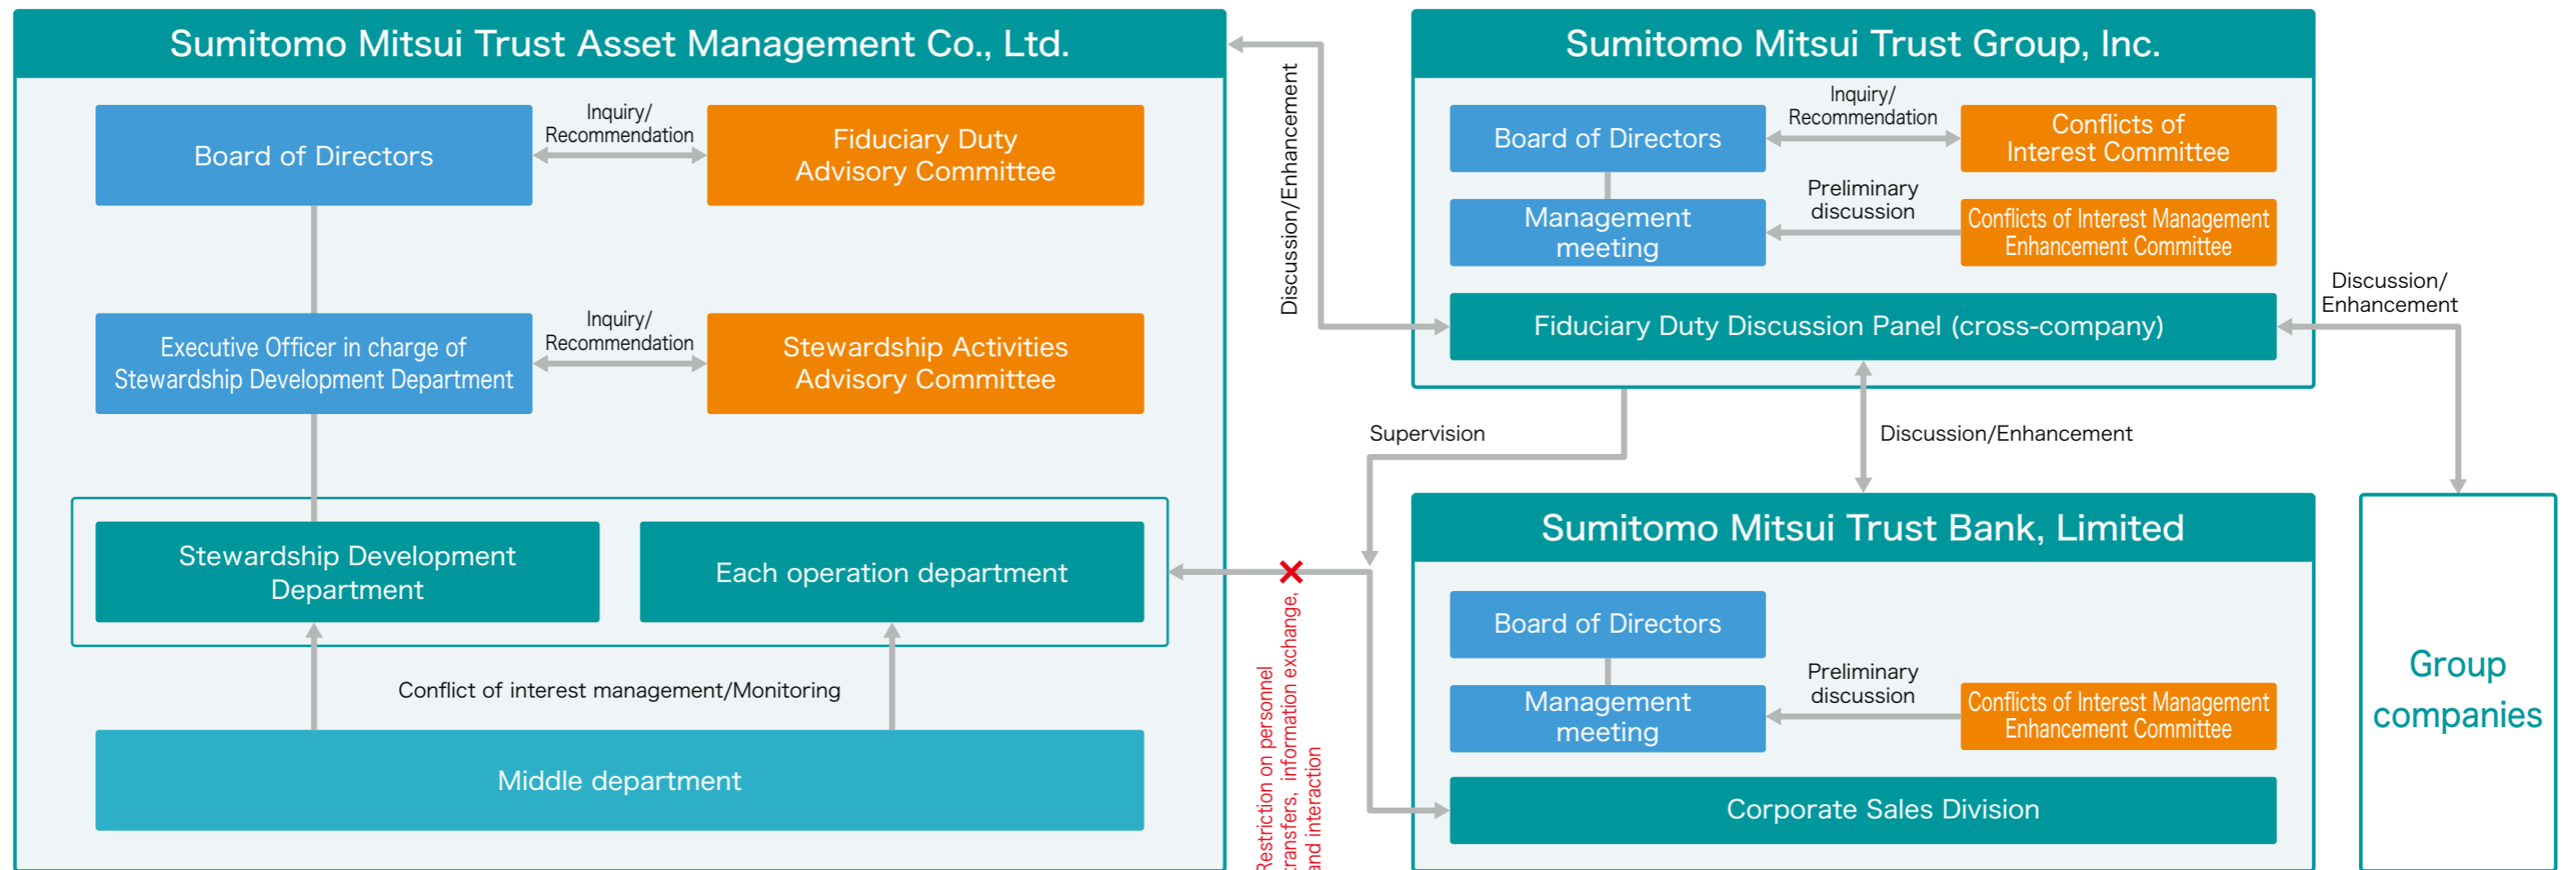 Sumitomo Mitsui Trust Asset Management Co., Ltd.
Board of Directors
Inquiry/
Recommendation
Fiduciary Duty
Advisory Committee
Executive Officer in charge of
Stewardship Development Department
Inquiry/
Recommendation
Stewardship Activities
Advisory Committee
Stewardship Development
Department
Each operation department
Conflict of interest management/Monitoring
Middle department
Discussion/Enhancement
Sumitomo Mitsui Trust Group, Inc.
Board of Directors
Inquiry/
Recommendation
Conflicts of
Interest Committee
Management
meeting
Preliminary
discussion
Conflicts of Interest Management
Enhancement Committee
Fiduciary Duty Discussion Panel (cross-company)
Discussion/
Enhancement
Supervision
Discussion/Enhancement
Restriction on personnel
transfers, information exchange,
and interaction
Sumitomo Mitsui Trust Bank, Limited
Board of Directors
Management
meeting
Preliminary
discussion
Conflicts of Interest Management
Enhancement Committee
Corporate Sales Division
Group
companies